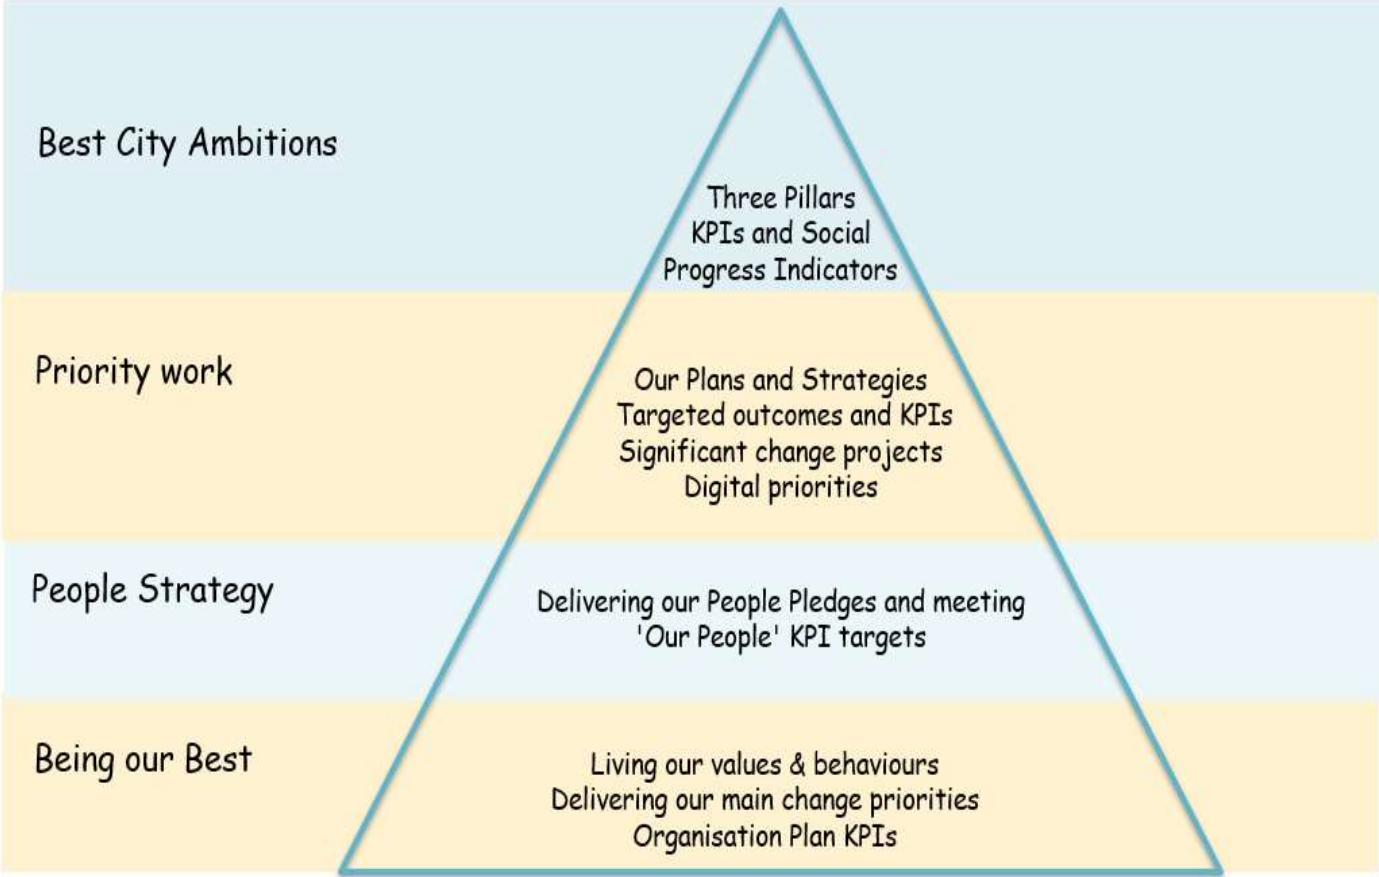 Best City Ambitions
Three Pillars
KPIs and Social
Progress Indicators
Priority work
Our Plans and Strategies
Targeted outcomes and KPIs
Significant change projects
Digital priorities
People Strategy
Delivering our People Pledges and meeting
'Our People' KPI targets
Being our Best
Living our values & behaviours
Delivering our main change priorities
Organisation Plan KPIs